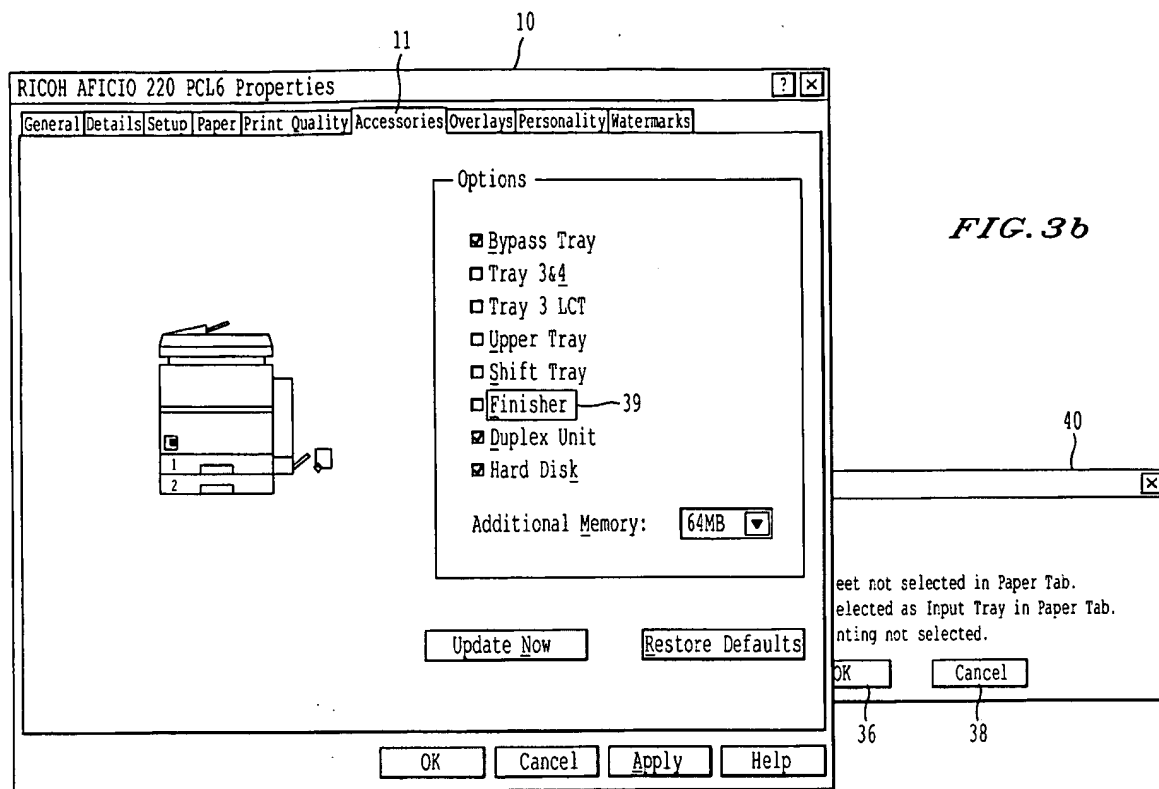 10
11
RICOH AFICIO 220 PCL6 Properties
?
General Details Setup Paper Print Quality Accessories Overlays Personality Watermarks
Options
Bypass Tray
Tray 3&4
Tray 3 LCT
Upper Tray
Shift Tray
Finisher
39
Duplex Unit
Hard Disk
Additional Memory: 64MB
1
2
Update Now
Restore Defaults
OK
Cancel
Apply
Help
FIG. 3b
40
eet not selected in Paper Tab.
elected as Input Tray in Paper Tab.
nting not selected.
OK
Cancel
36
38